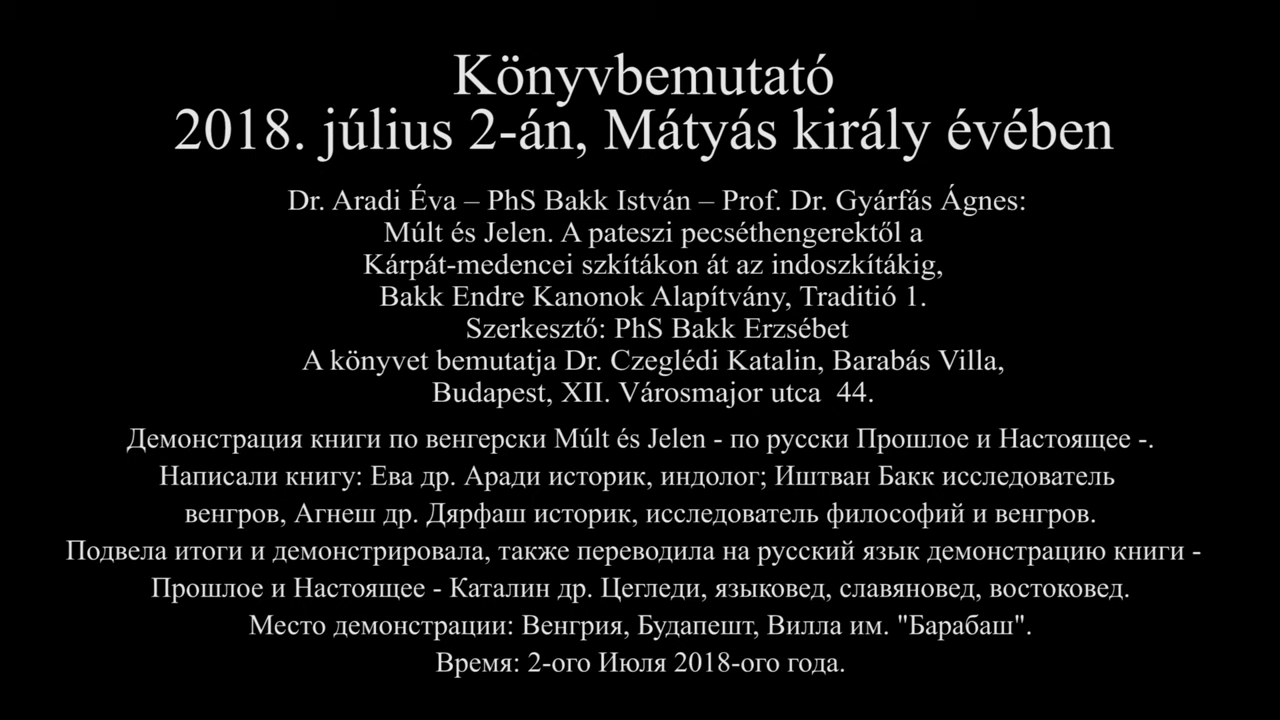 Könyvbemutató
2018. július 2-án, Mátyás király évében
Dr. Aradi Éva – PhS Bakk István – Prof. Dr. Gyárfás Ágnes:
Múlt és Jelen. A pateszi pecséthengerektől a
Kárpát-medencei szkítákon át az indoszkítákig,
Bakk Endre Kanonok Alapítvány, Traditió 1.
Szerkesztő: PhS Bakk Erzsébet
A könyvet bemutatja Dr. Czeglédi Katalin, Barabás Villa,
Budapest, XII. Városmajor utca  44.
Демонстрация книги по венгерски Múlt és Jelen - по русски Прошлое и Настоящее -.
Написали книгу: Ева др. Аради историк, индолог; Иштван Бакк исследователь
венгров, Агнеш др. Дярфаш историк, исследователь философий и венгров.
Подвела итоги и демонстрировала, также переводила на русский язык демонстрацию книги -
Прошлое и Настоящее - Каталин др. Цегледи, языковед, славяновед, востоковед.
Место демонстрации: Венгрия, Будапешт, Вилла им. "Барабаш".
Время: 2-ого Июля 2018-ого года.